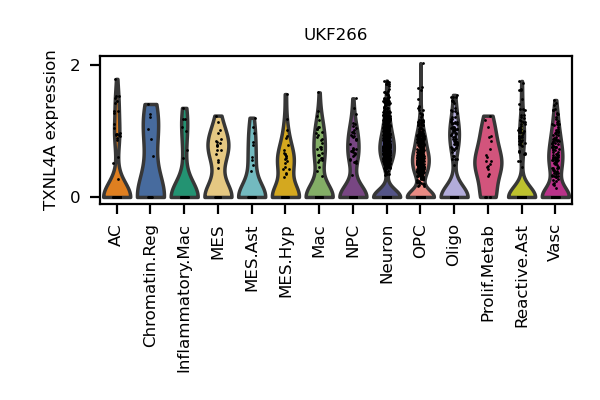 UKF266
TXNL4A expression
2
0
AC
Chromatin.Reg
Inflammatory.Mac
MES
MES.Ast
MES.Hyp
Mac
NPC
Neuron
OPC
Oligo
Prolif.Metab
Reactive.Ast
Vasc